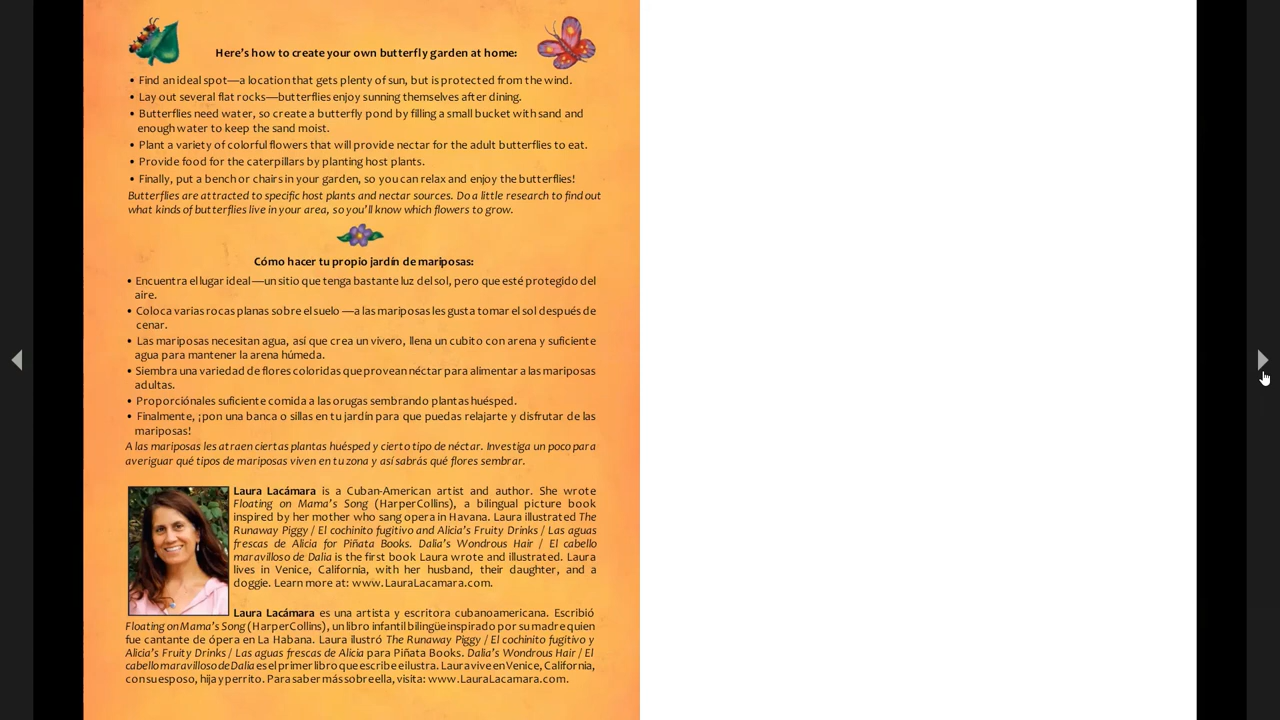 Here's how to create your own butterfly garden at home:
• Find an ideal spot—a location that gets plenty of sun, but is protected from the wind.
• Lay out several flat rocks—butterflies enjoy sunning themselves after dining.
• Butterflies need water, so create a butterfly pond by filling a small bucket with sand and
enough water to keep the sand moist.
• Plant a variety of colorful flowers that will provide nectar for the adult butterflies to eat.
• Provide food for the caterpillars by planting host plants.
• Finally, put a bench or chairs in your garden, so you can relax and enjoy the butterflies!
Butterflies are attracted to specific host plants and nectar sources. Do a little research to find out
what kinds of butterflies live in your area, so you'll know which flowers to grow.
Cómo hacer tu propio jardín de mariposas:
• Encuentra el lugar ideal—un sitio que tenga bastante luz del sol, pero que esté protegido del
aire.
• Coloca varias rocas planas sobre el suelo —a las mariposas les gusta tomar el sol después de
cenar.
• Las mariposas necesitan agua, así que crea un vivero, llena un cubito con arena y suficiente
agua para mantener la arena húmeda.
• Siembra una variedad de flores coloridas que provean néctar para alimentar a las mariposas
adultas.
• Proporciónales suficiente comida a las orugas sembrando plantas huésped.
• Finalmente, ¡pon una banca o sillas en tu jardín para que puedas relajarte y disfrutar de las
mariposas!
A las mariposas les atraen ciertas plantas huésped y cierto tipo de néctar. Investiga un poco para
averiguar qué tipos de mariposas viven en tu zona y así sabrás qué flores sembrar.
Laura Lacámara is a Cuban-American artist and author. She wrote
Floating on Mama's Song (HarperCollins), a bilingual picture book
inspired by her mother who sang opera in Havana. Laura illustrated The
Runaway Piggy / El cochinito fugitivo and Alicia's Fruity Drinks / Las aguas
frescas de Alicia for Piñata Books. Dalia's Wondrous Hair / El cabello
maravilloso de Dalia is the first book Laura wrote and illustrated. Laura
lives in Venice, California, with her husband, their daughter, and a
doggie. Learn more at: www.LauraLacamara.com.
Laura Lacámara es una artista y escritora cubanoamericana. Escribió
Floating on Mama's Song (HarperCollins), un libro infantil bilingüe inspirado por su madre quien
fue cantante de ópera en La Habana. Laura ilustró The Runaway Piggy / El cochinito fugitivo y
Alicia's Fruity Drinks / Las aguas frescas de Alicia para Piñata Books. Dalia's Wondrous Hair / El
cabello maravilloso de Dalia es el primer libro que escribe e ilustra. Laura vive en Venice, California,
con su esposo, hija y perrito. Para saber más sobre ella, visita: www.LauraLacamara.com.